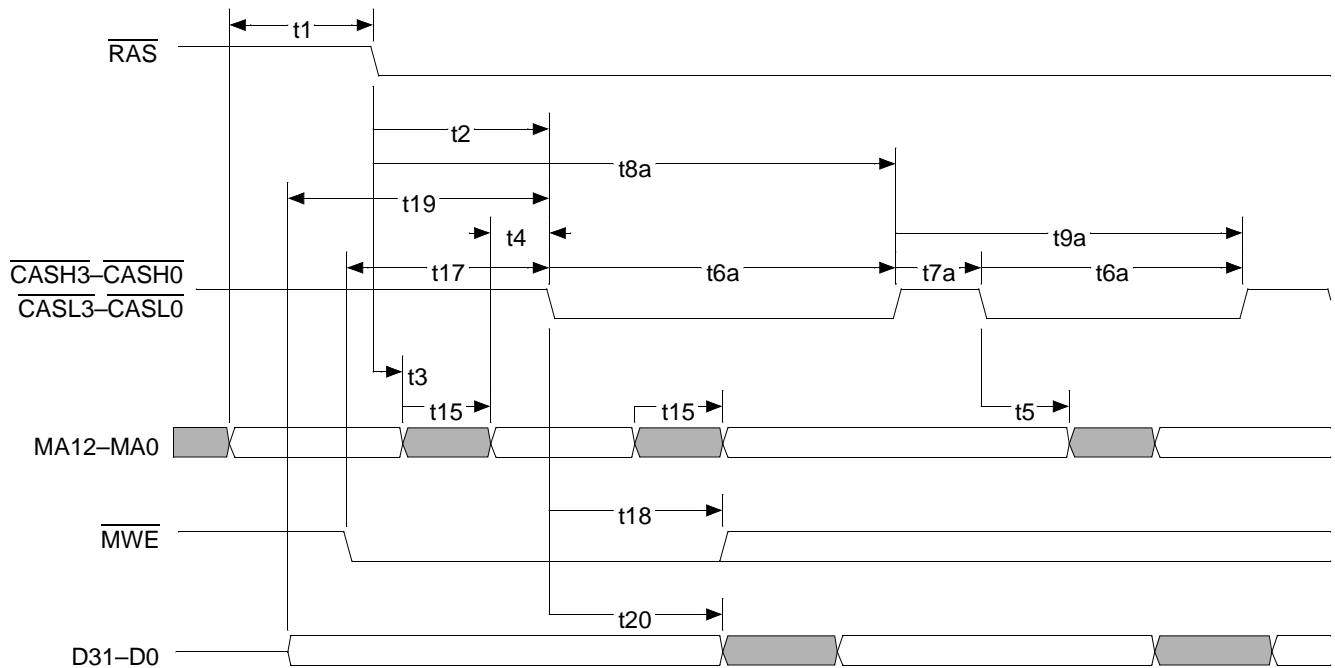 t1
RAS
t2
t8a
t19
t4
t9a
CASH3–CASH0
t17
t6a
t7a
t6a
CASL3–CASL0
t3
t15
t15
t5
MA12–MA0
t18
MWE
t20
D31–D0